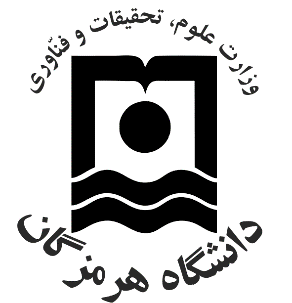 وزارت علوم، تحقیقات و فنّاوری
دانشگاه هرمزگان